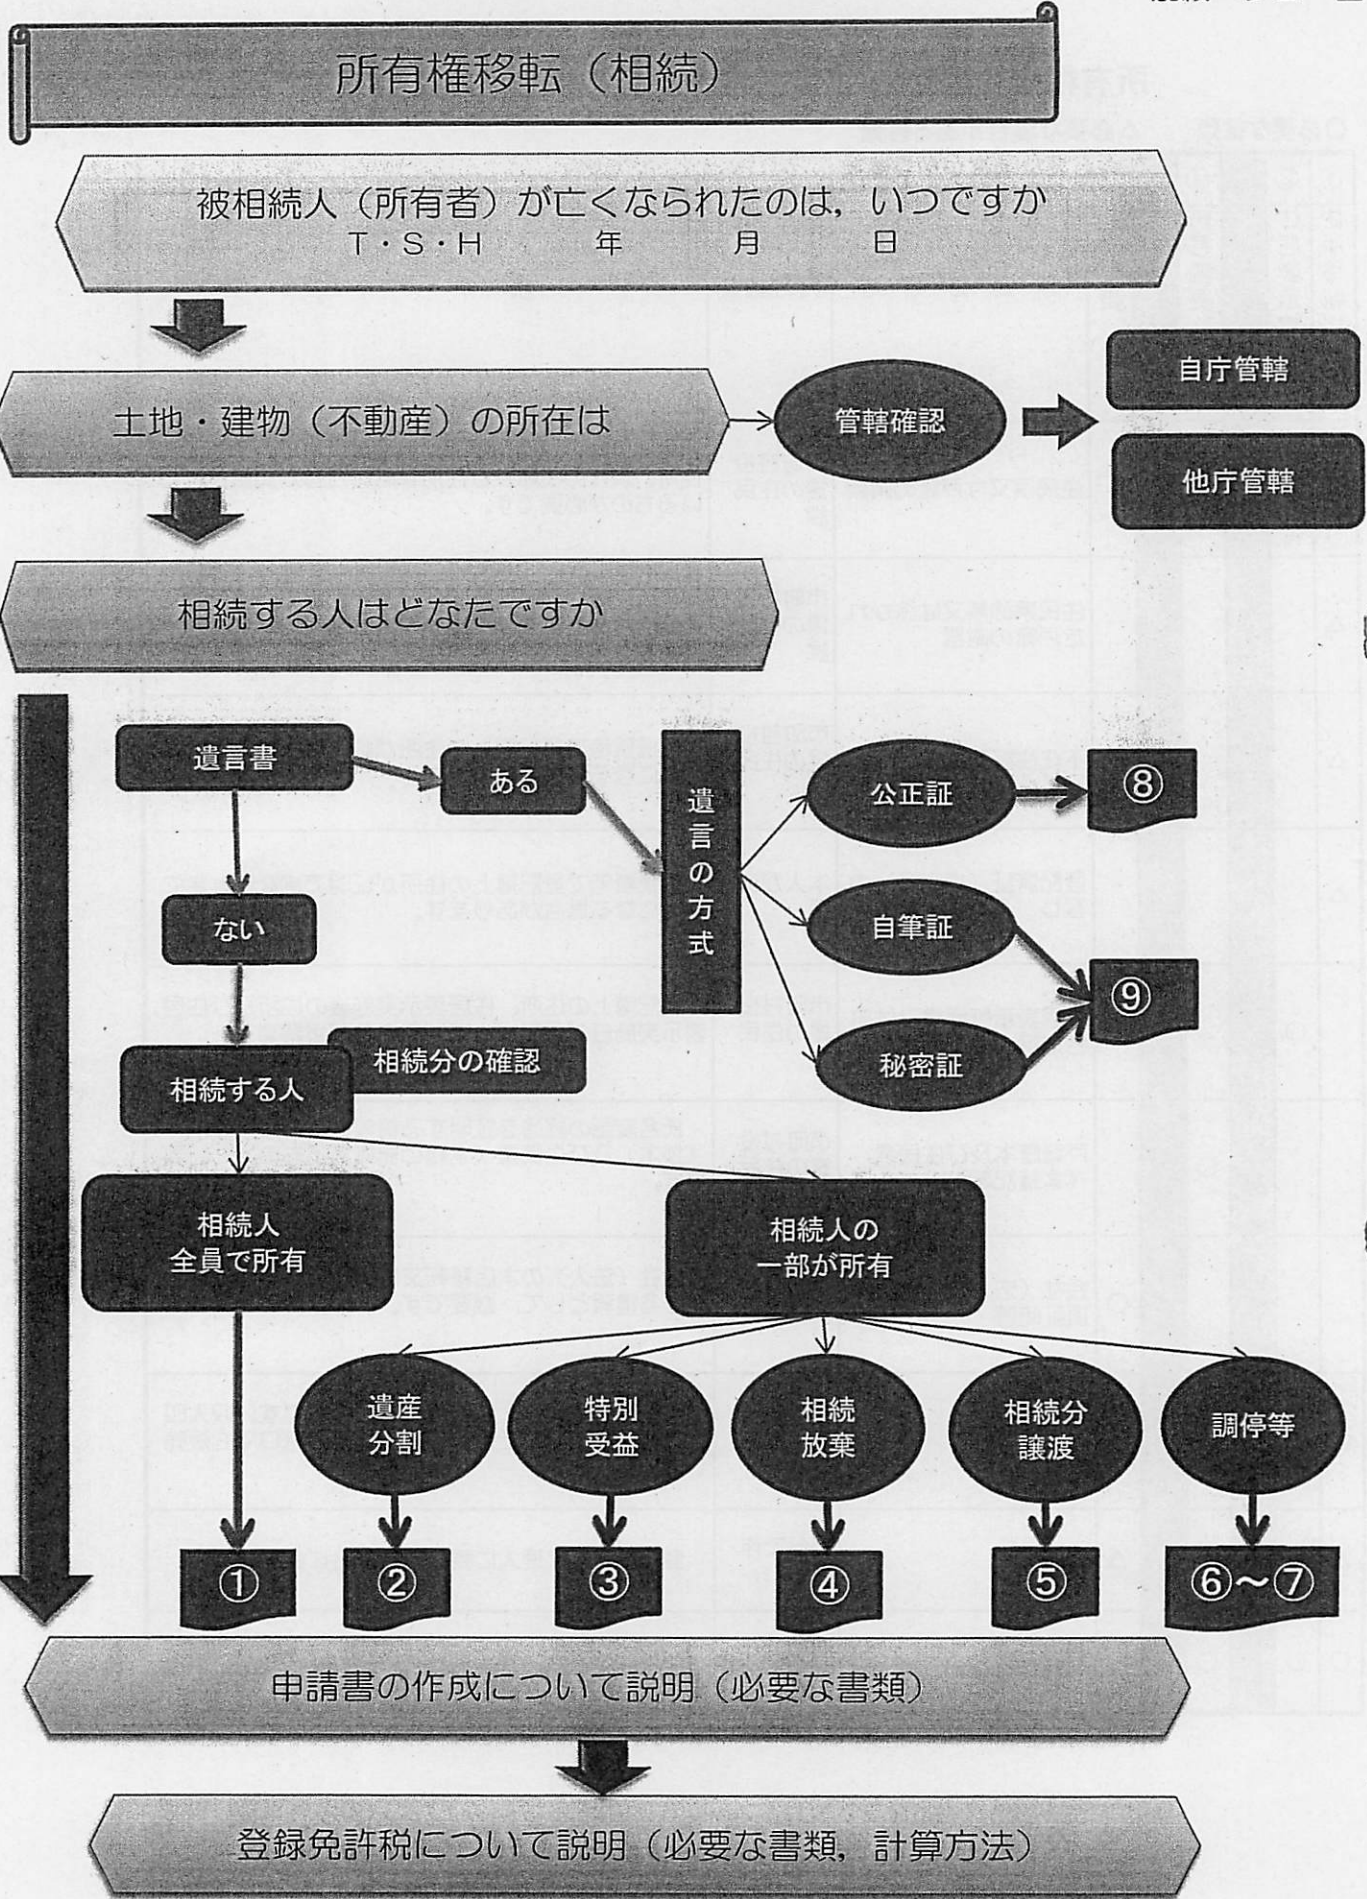 所有権移転（相続）
被相続人（所有者）が亡くなられたのは，いつですか
T・S・H 年 月 日
土地・建物（不動産）の所在は
管轄確認
自庁管轄
他庁管轄
相続する人はどなたですか
遺言書
ある
ない
遺言の方式
公正証
⑧
自筆証
⑨
秘密証
相続分の確認
相続する人
相続人
全員で所有
相続人の
一部が所有
遺産
分割
特別
受益
相続
放棄
相続分
譲渡
調停等
①
②
③
④
⑤
⑥～⑦
申請書の作成について説明（必要な書類）
登録免許税について説明（必要な書類，計算方法）